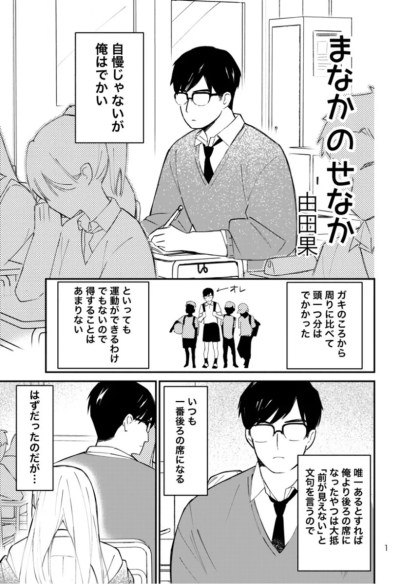 まなかのせなか
由田果
自慢じゃないが
俺はでかい
ガキのころから
周りに比べて
頭一つ分は
でかかった
オレ
といっても
運動ができるわけ
でもないので
得することは
あまりない
唯一あるとすれば
俺より後ろの席に
なったやつは大抵
「前が見えない」と
文句を言うので
いつも
一番後ろの席になる
はずだったのだが…
1